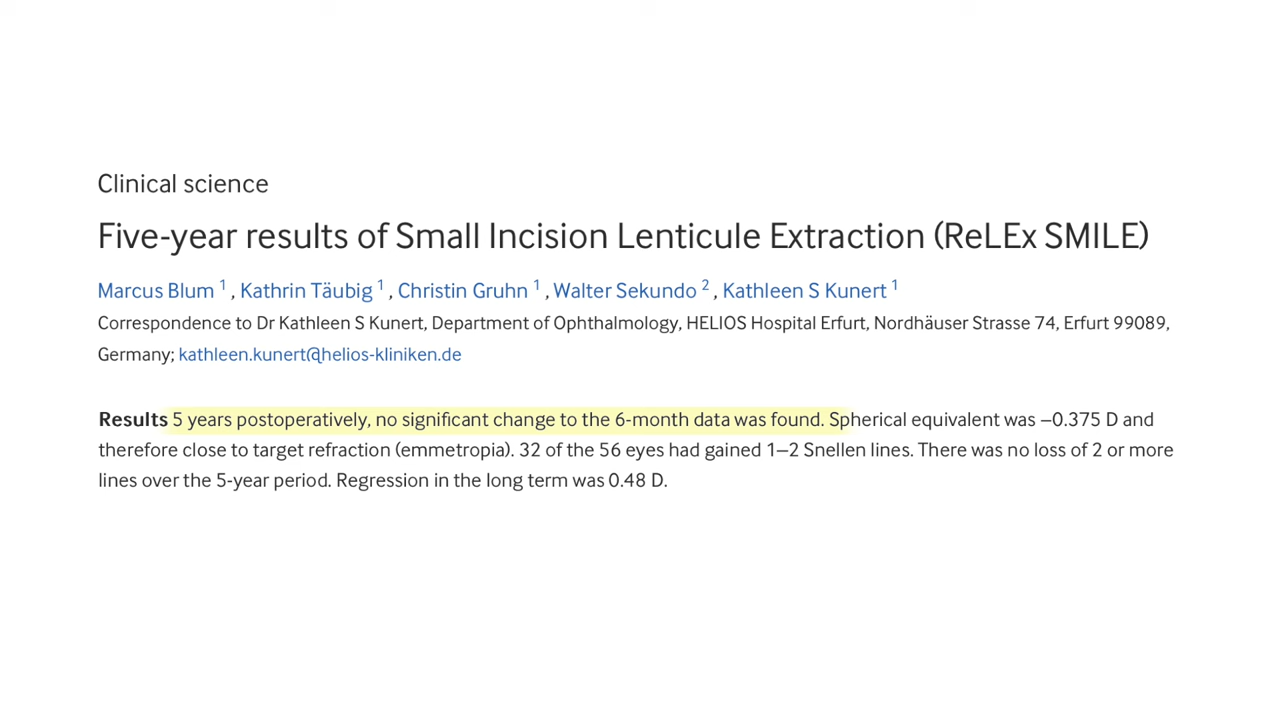 Clinical science
Five-year results of Small Incision Lenticule Extraction (ReLEx SMILE)
Marcus Blum 1 , Kathrin Täubig 1 , Christin Gruhn 1 , Walter Sekundo 2 , Kathleen S Kunert 1
Correspondence to Dr Kathleen S Kunert, Department of Ophthalmology, HELIOS Hospital Erfurt, Nordhäuser Strasse 74, Erfurt 99089,
Germany; kathleen.kunert@helios-kliniken.de
Results 5 years postoperatively, no significant change to the 6-month data was found. Spherical equivalent was −0.375 D and
therefore close to target refraction (emmetropia). 32 of the 56 eyes had gained 1–2 Snellen lines. There was no loss of 2 or more
lines over the 5-year period. Regression in the long term was 0.48 D.